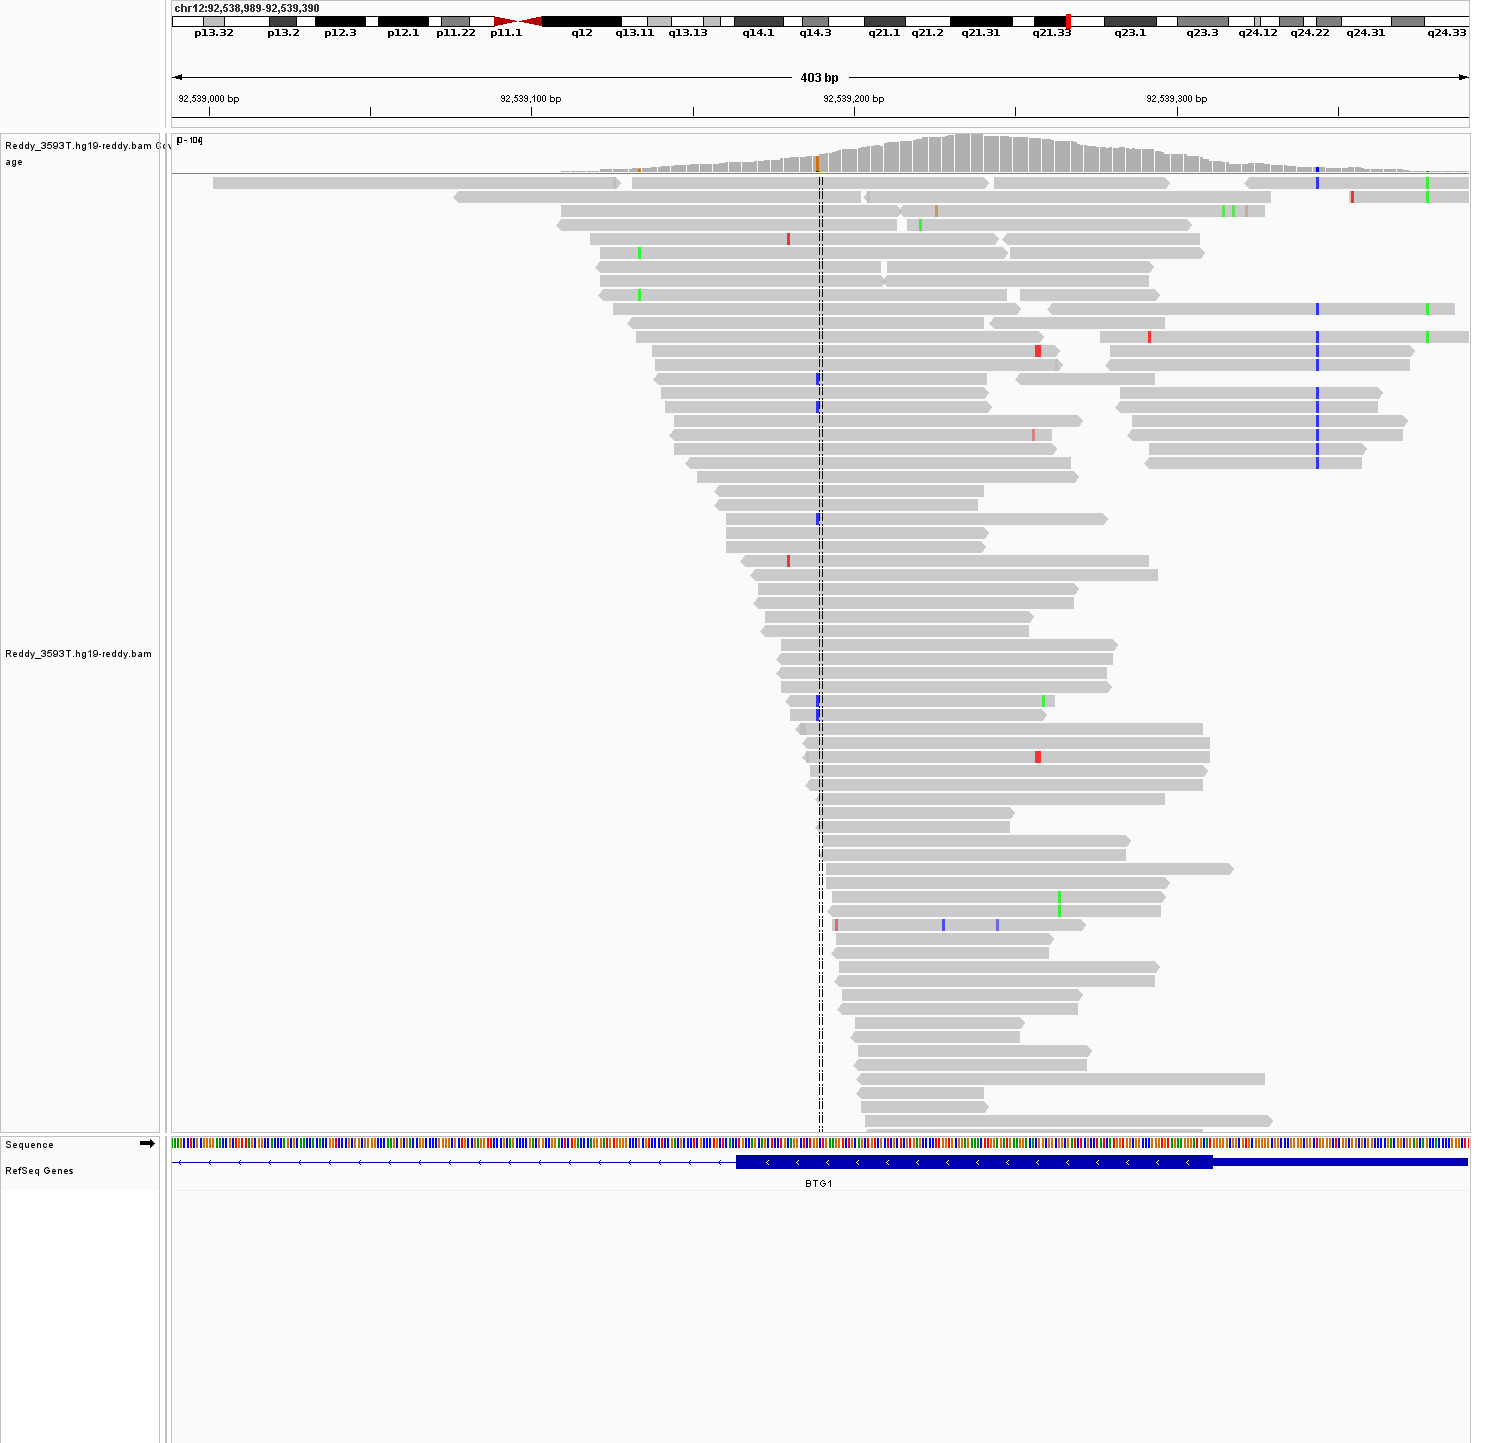 chr12:92,538,989-92,539,390
p13.32 p13.2 p12.3 p12.1 p11.22 p11.1 q12 q13.11 q13.13 q14.1 q14.3 q21.1 q21.2 q21.31 q21.33 q23.1 q23.3 q24.12 q24.22 q24.31 q24.33
403 bp
92,539,000 bp 92,539,100 bp 92,539,200 bp 92,539,300 bp
Reddy_3593T.hg19-reddy.bam Cov
age
[0 - 104]
Reddy_3593T.hg19-reddy.bam
Sequence
RefSeq Genes
BTG1